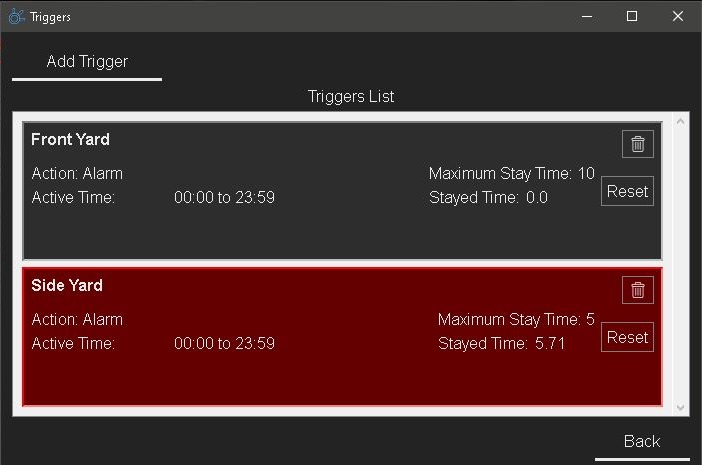 Triggers
Add Trigger
Triggers List
Front Yard
Action: Alarm
Maximum Stay Time: 10
Active Time: 00:00 to 23:59
Stayed Time: 0.0
Reset
Side Yard
Action: Alarm
Maximum Stay Time: 5
Active Time: 00:00 to 23:59
Stayed Time: 5.71
Reset
Back